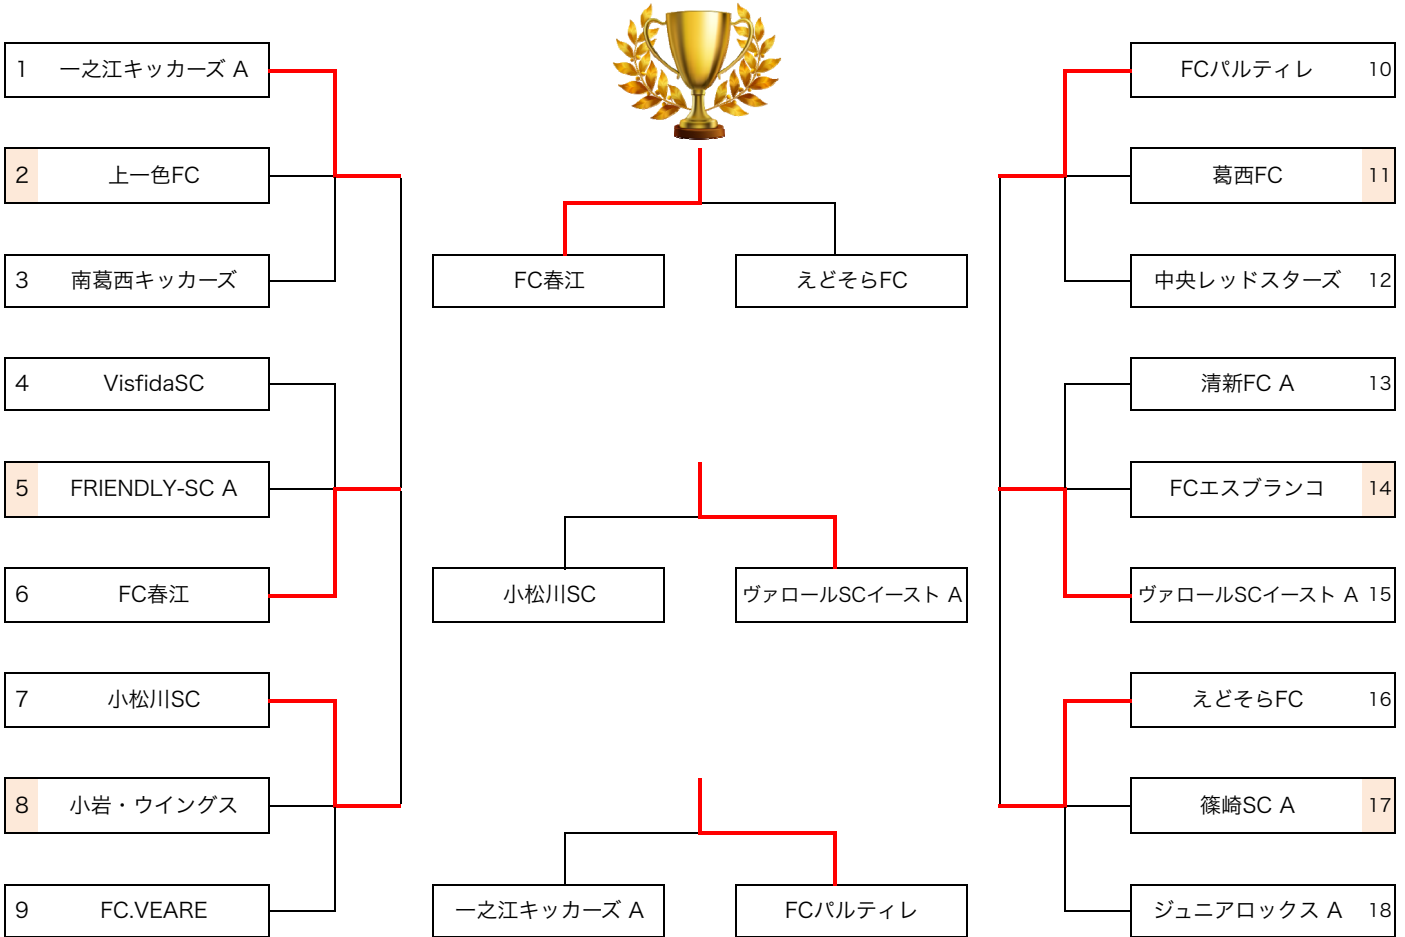 1 一之江キッカーズ A
2 上一色FC
3 南葛西キッカーズ
4 VisfidaSC
5 FRIENDLY-SC A
6 FC春江
7 小松川SC
8 小岩・ウイングス
9 FC.VEARE
FC春江
えどそらFC
小松川SC
ヴァロールSCイースト A
一之江キッカーズ A
FCパルティレ
FCパルティレ 10
葛西FC 11
中央レッドスターズ 12
清新FC A 13
FCエスブランコ 14
ヴァロールSCイースト A 15
えどそらFC 16
篠崎SC A 17
ジュニアロックス A 18